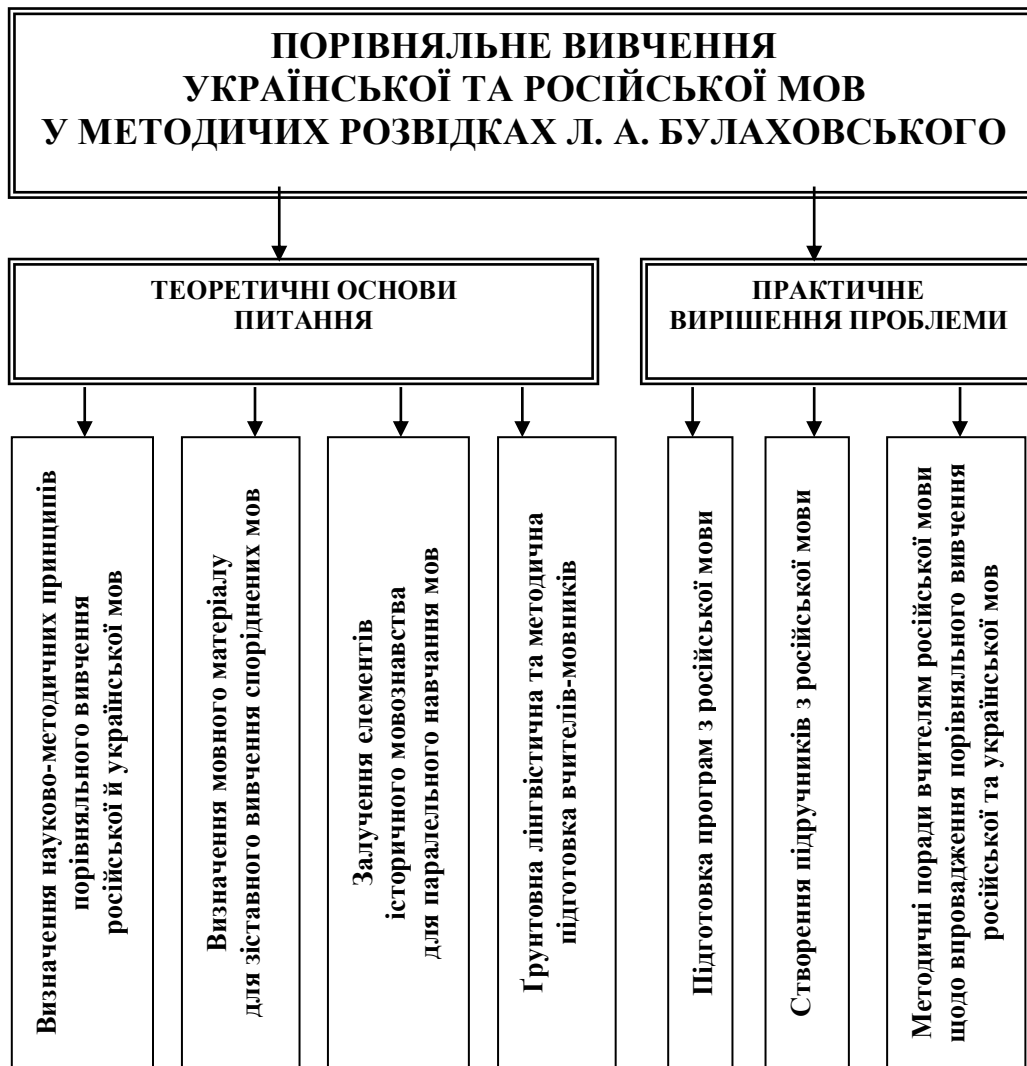 ПОРІВНЯЛЬНЕ ВИВЧЕННЯ
УКРАЇНСЬКОЇ ТА РОСІЙСЬКОЇ МОВ
У МЕТОДИЧИХ РОЗВІДКАХ Л. А. БУЛАХОВСЬКОГО
ТЕОРЕТИЧНІ ОСНОВИ
ПИТАННЯ
ПРАКТИЧНЕ
ВИРІШЕННЯ ПРОБЛЕМИ
Визначення науково-методичних принципів
порівняльного вивчення
російської й української мов
Визначення мовного матеріалу
для зіставного вивчення споріднених мов
Залучення елементів
історичного мовознавства
для паралельного навчання мов
Ґрунтовна лінгвістична та методична
підготовка вчителів-мовників
Підготовка програм з російської мови
Створення підручників з російської мови
Методичні поради вчителям російської мови
щодо впровадження порівняльного вивчення
російської та української мов